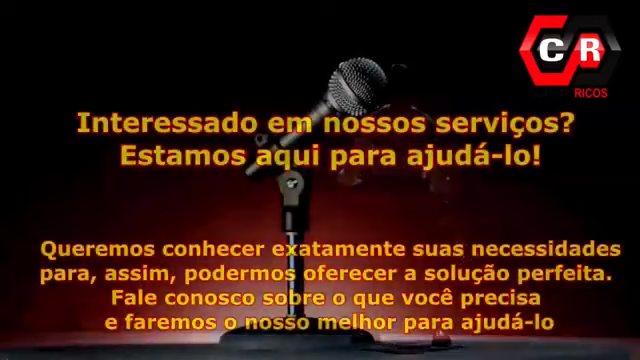 CR
RICOS
Interessado em nossos serviços?
Estamos aqui para ajudá-lo!
Queremos conhecer exatamente suas necessidades
para, assim, podermos oferecer a solução perfeita.
Fale conosco sobre o que você precisa
e faremos o nosso melhor para ajudá-lo